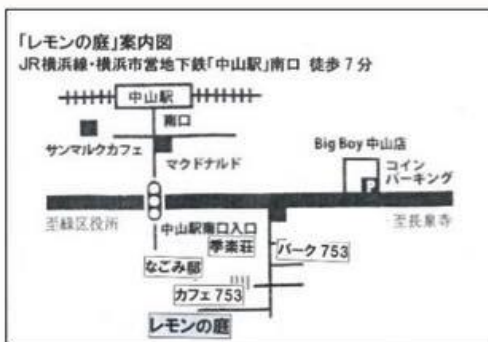 「レモンの庭」案内図
JR横浜線・横浜市営地下鉄「中山駅」南口 徒歩7分
中山駅
南口
サンマルクカフェ
マクドナルド
Big Boy 中山店
コイン
パーキング
P
至緑区役所
中山駅南口入口
至長泉寺
季楽荘
パーク 753
なごみ邸
カフェ 753
レモンの庭